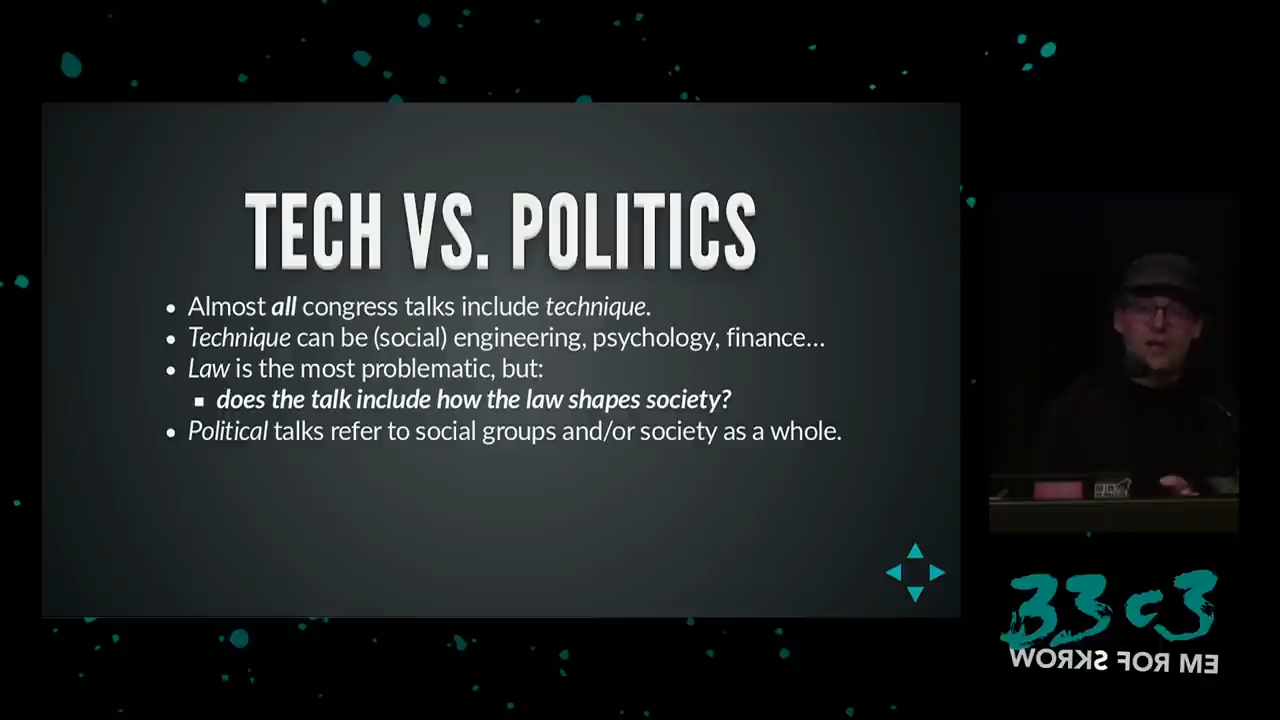 TECH VS. POLITICS
• Almost all congress talks include technique.
• Technique can be (social) engineering, psychology, finance...
• Law is the most problematic, but:
▪ does the talk include how the law shapes society?
• Political talks refer to social groups and/or society as a whole.
33c3
WORKS FOR ME